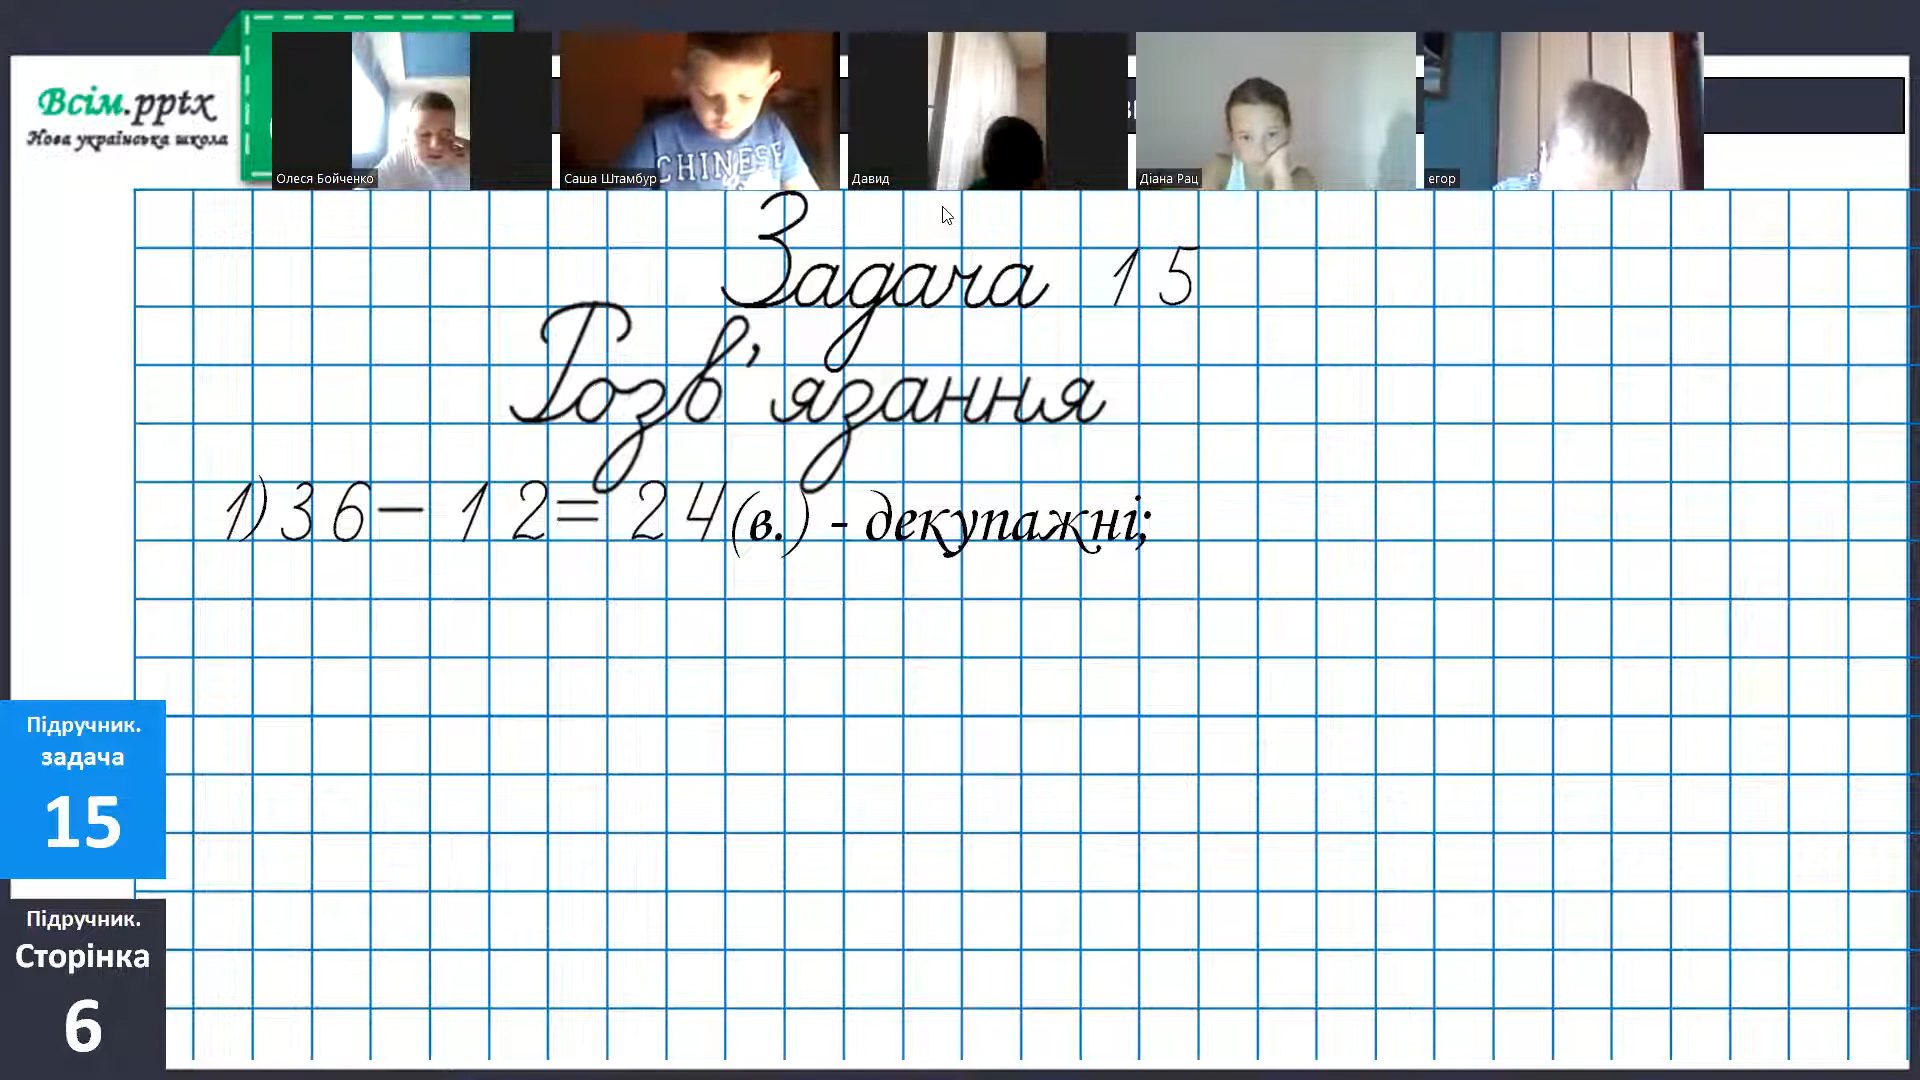 Всім.pptx
Нова українська школа
Олеся Бойченко
Саша Штамбур
CHINESE
Давид
Діана Рац
егор
Задача 15
Розв'язання
1) 36 - 12 = 24 (в.) - декупажні;
Підручник.
задача
15
Підручник.
Сторінка
6